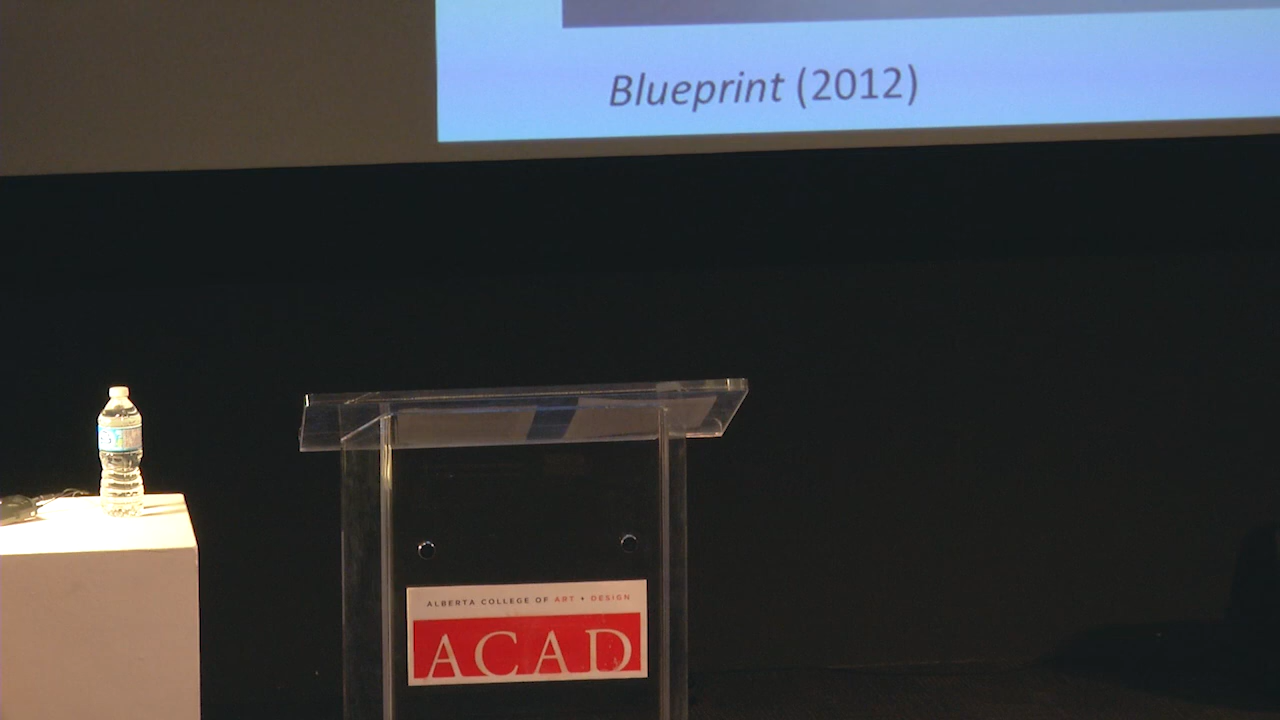 Blueprint (2012)
ALBERTA COLLEGE OF ART + DESIGN
ACAD